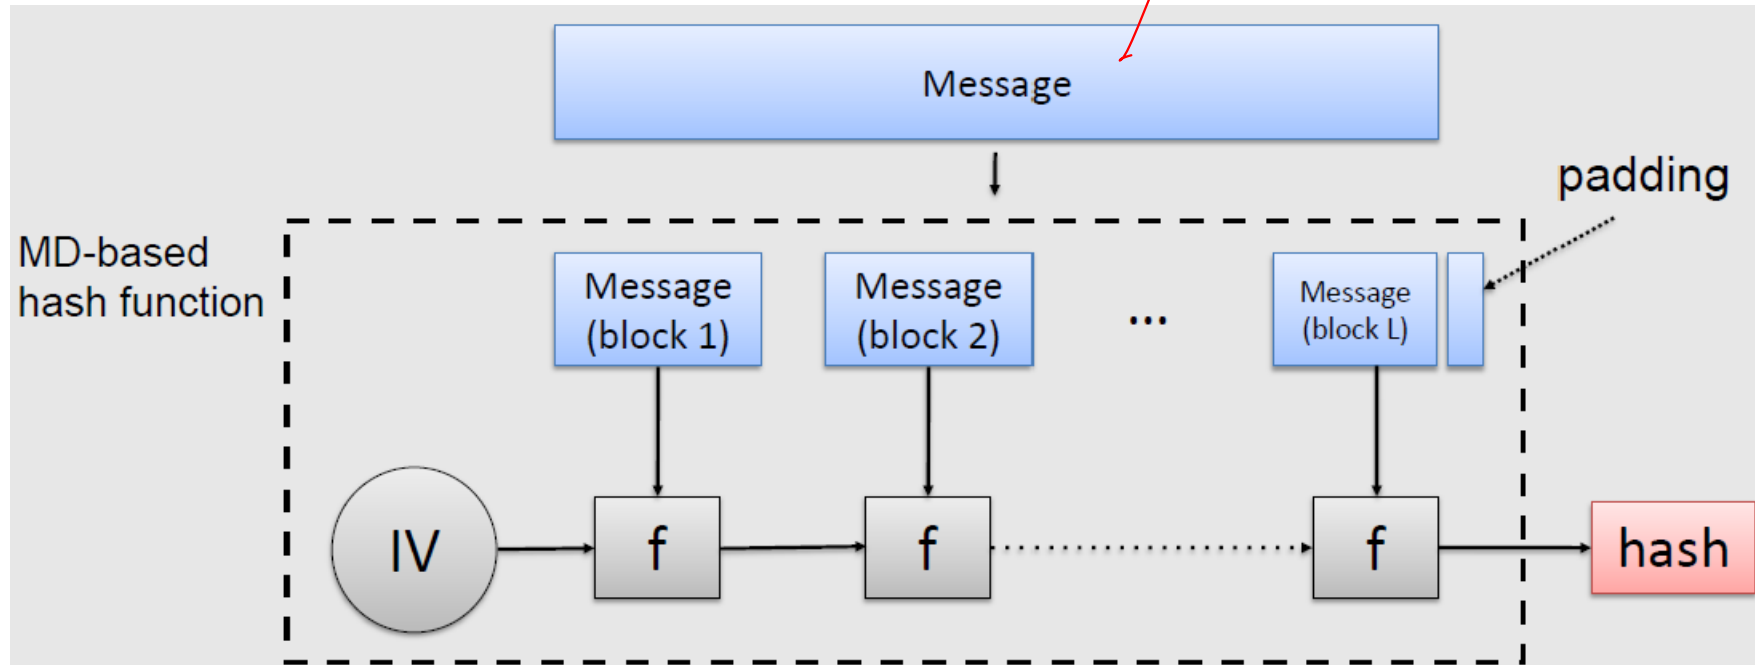 Message
padding
MD-based
hash function
Message
(block 1)
Message
(block 2)
...
Message
(block L)
IV
f
f
f
hash